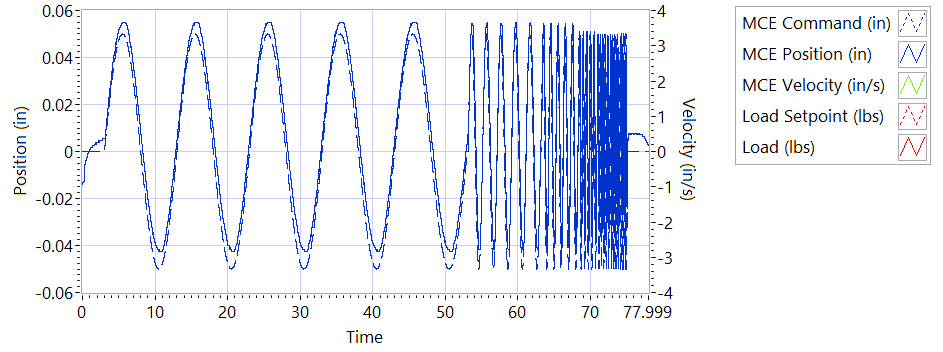 0.06
0.04
0.02
0
-0.02
-0.04
-0.06
Position (in)
4
3
2
1
0
-1
-2
-3
-4
Velocity (in/s)
0 10 20 30 40 50 60 70 77.999
Time
MCE Command (in)
MCE Position (in)
MCE Velocity (in/s)
Load Setpoint (lbs)
Load (lbs)